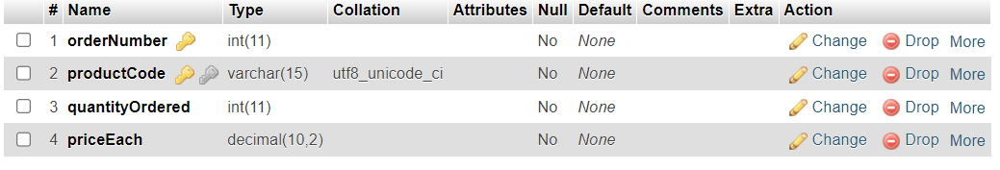 # Name Type Collation Attributes Null Default Comments Extra Action
1 orderNumber int(11) No None Change Drop More
2 productCode varchar(15) utf8_unicode_ci No None Change Drop More
3 quantityOrdered int(11) No None Change Drop More
4 priceEach decimal(10,2) No None Change Drop More